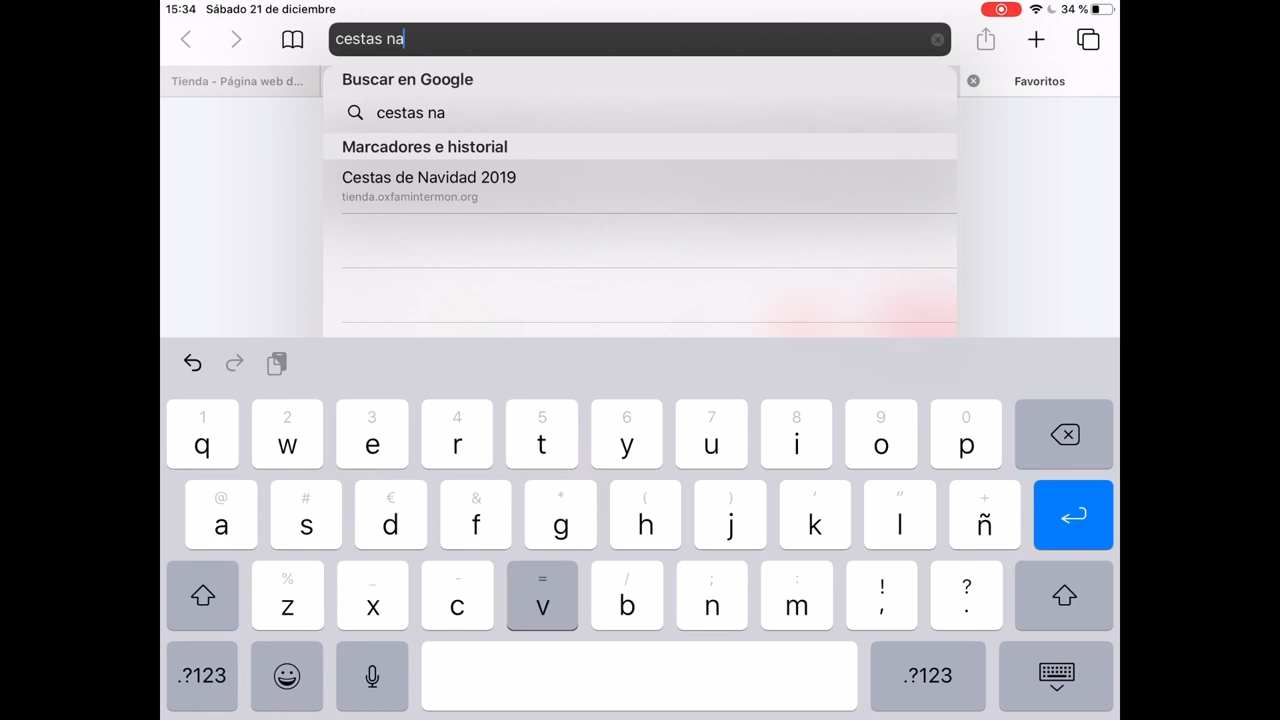 15:34 Sábado 21 de diciembre 34 %
cestas na
Tienda - Página web d... Favoritos
Buscar en Google
cestas na
Marcadores e historial
Cestas de Navidad 2019
tienda.oxfamintermon.org
1 2 3 4 5 6 7 8 9 0
q w e r t y u i o p
@ # € & * ( ) ' " +
a s d f g h j k l ñ
% _ - = / ; : ! ?
z x c v b n m , .
.?123 .?123